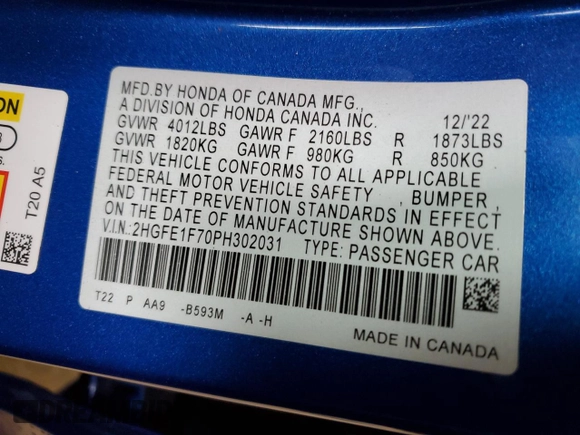 ON
T20 A5
MFD.BY HONDA OF CANADA MFG.,
A DIVISION OF HONDA CANADA INC. 12/'22
GVWR 4012LBS GAWR F 2160LBS R 1873LBS
GVWR 1820KG GAWR F 980KG R 850KG
THIS VEHICLE CONFORMS TO ALL APPLICABLE
FEDERAL MOTOR VEHICLE SAFETY , BUMPER ,
AND THEFT PREVENTION STANDARDS IN EFFECT
ON THE DATE OF MANUFACTURE SHOWN ABOVE.
V.I.N.:2HGFE1F70PH302031 TYPE: PASSENGER CAR
T22 P AA9 -B593M -A -H
MADE IN CANADA